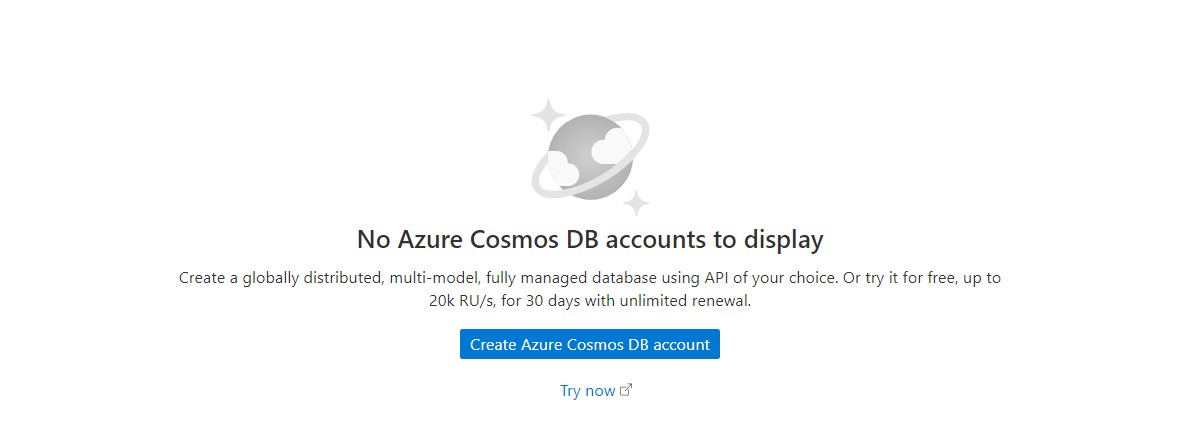 No Azure Cosmos DB accounts to display
Create a globally distributed, multi-model, fully managed database using API of your choice. Or try it for free, up to
20k RU/s, for 30 days with unlimited renewal.
Create Azure Cosmos DB account
Try now